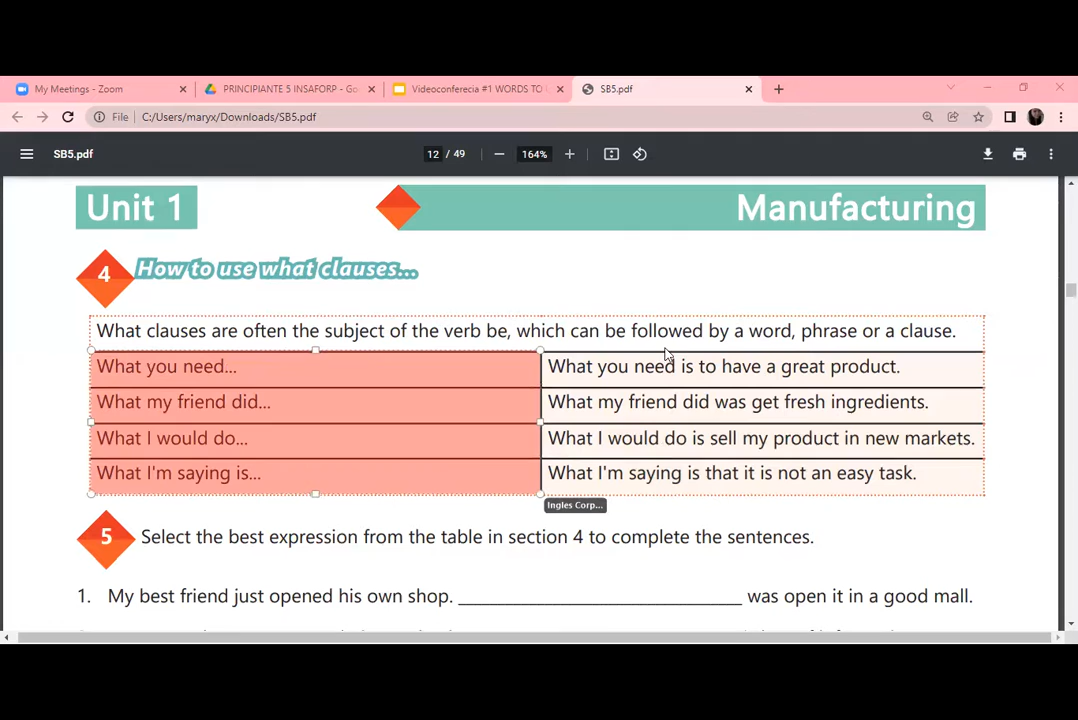 My Meetings - Zoom
PRINCIPIANTE 5 INSAFORP - Go
Videoconferecia #1 WORDS TO
SB5.pdf
File C:/Users/maryx/Downloads/SB5.pdf
SB5.pdf
12 / 49
164%
Unit 1
Manufacturing
4 How to use what clauses...
What clauses are often the subject of the verb be, which can be followed by a word, phrase or a clause.
What you need... What you need is to have a great product.
What my friend did... What my friend did was get fresh ingredients.
What I would do... What I would do is sell my product in new markets.
What I'm saying is... What I'm saying is that it is not an easy task.
Ingles Corp...
5 Select the best expression from the table in section 4 to complete the sentences.
1. My best friend just opened his own shop. ______________________________ was open it in a good mall.